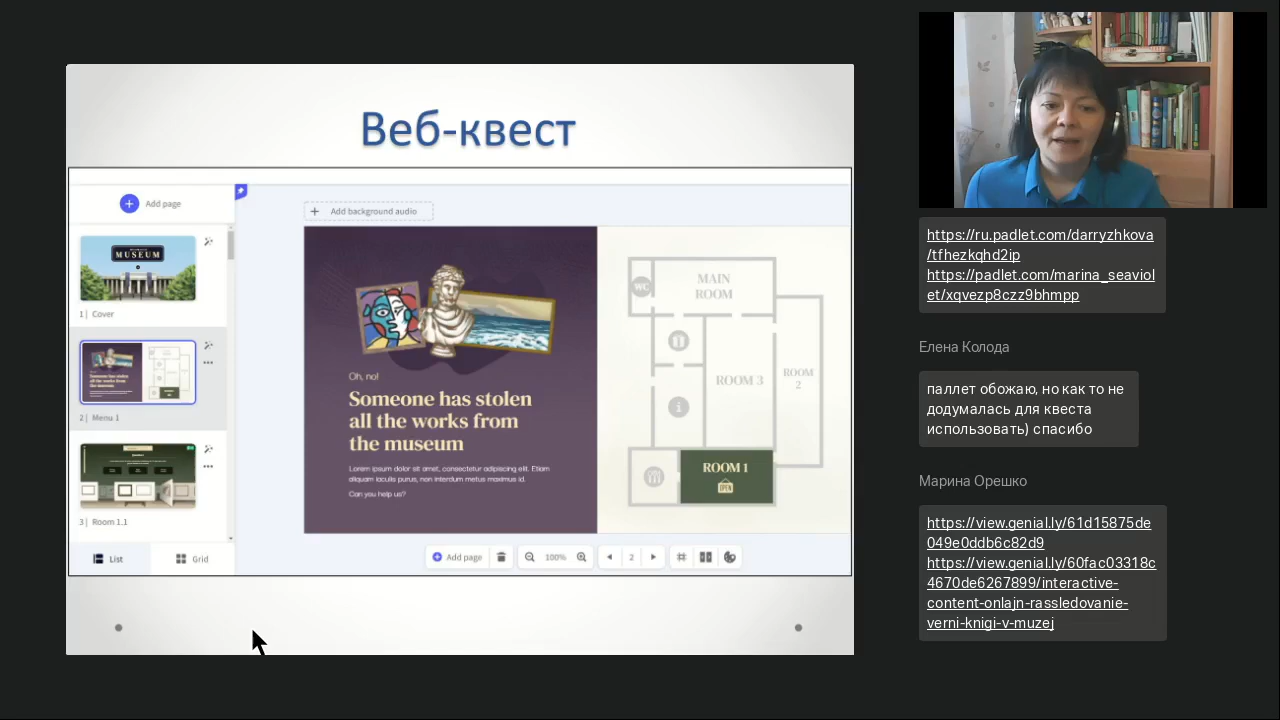 Веб-квест
Add page
MUSEUM
1 | Cover
2 | Menu 1
3 | Room 1.1
List
Grid
Add background audio
Oh, no!
Someone has stolen
all the works from
the museum
Lorem ipsum dolor sit amet, consectetur adipiscing elit. Etiam
aliquam iaculis purus, non interdum metus maximus id.
Can you help us?
WC
MAIN
ROOM
ROOM 3
ROOM
2
i
ROOM 1
OPEN
Add page
100%
2
https://ru.padlet.com/darryzhkova
/tfhezkqhd2ip
https://padlet.com/marina_seaviol
et/xqvezp8czz9bhmpp
Елена Колода
паллет обожаю, но как то не
додумалась для квеста
использовать) спасибо
Марина Орешко
https://view.genial.ly/61d15875de
049e0ddb6c82d9
https://view.genial.ly/60fac03318c
4670de6267899/interactive-
content-onlajn-rassledovanie-
verni-knigi-v-muzej